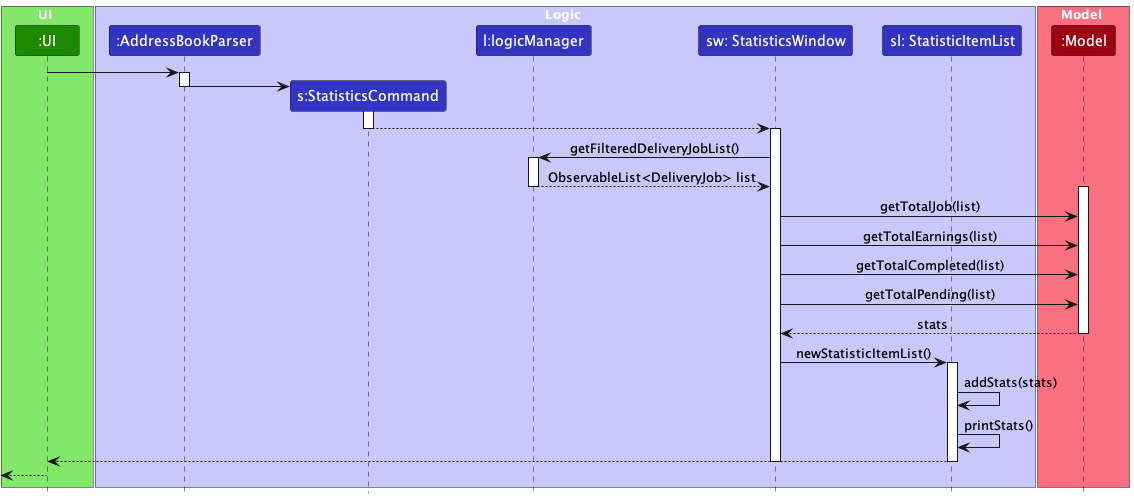 UI
Logic
Model
:UI
:AddressBookParser
l:logicManager
sw: StatisticsWindow
sl: StatisticItemList
:Model
s:StatisticsCommand
getFilteredDeliveryJobList()
ObservableList<DeliveryJob> list
getTotalJob(list)
getTotalEarnings(list)
getTotalCompleted(list)
getTotalPending(list)
stats
newStatisticItemList()
addStats(stats)
printStats()